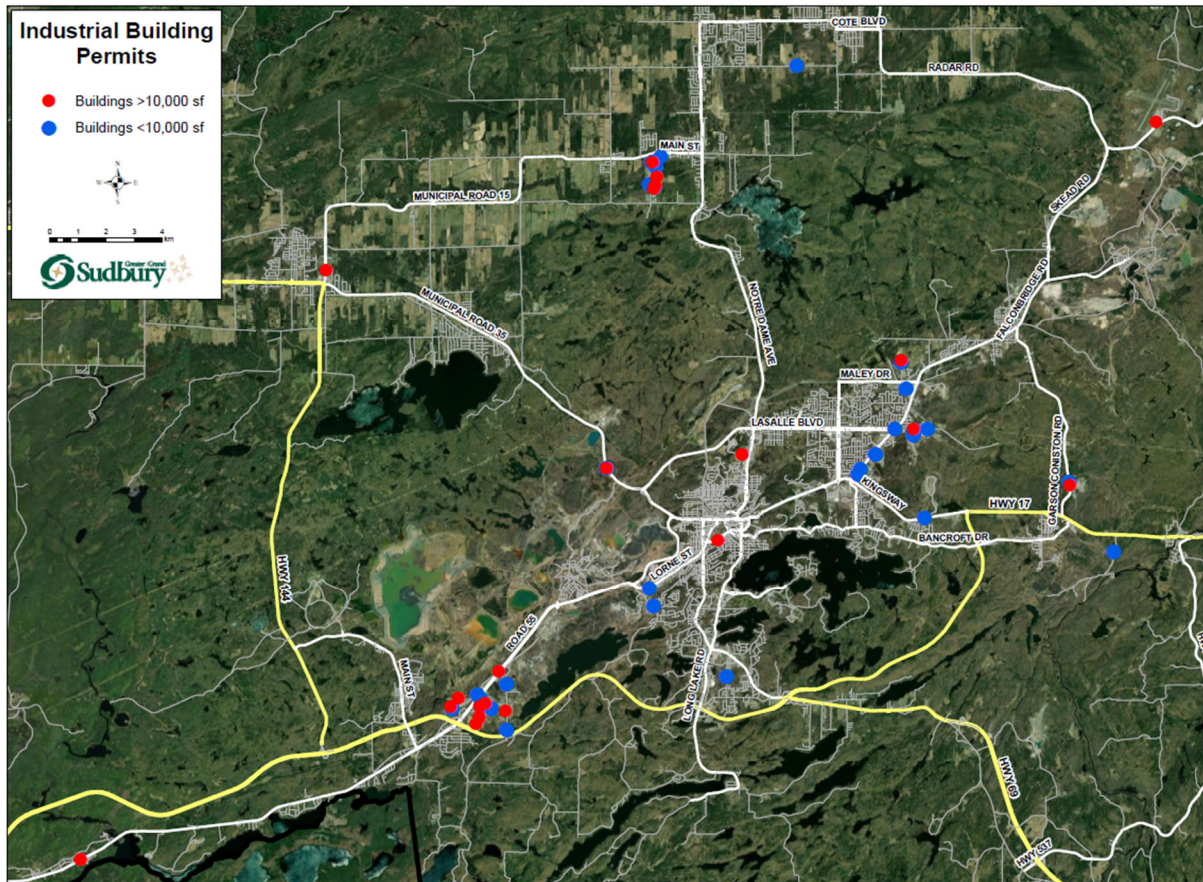 Industrial Building
Permits
Buildings >10,000 sf
Buildings <10,000 sf
N
W
E
S
0 1 2 3 4
km
Greater Grand
Sudbury
COTE BLVD
RADAR RD
MAIN ST
MUNICIPAL ROAD 15
SKEAD RD
MUNICIPAL ROAD 35
NOTRE DAME AVE
FALCONBRIDGE RD
MALEY DR
LASALLE BLVD
KINGSWAY
HWY 17
GARSON CONISTON RD
BANCROFT DR
HWY 144
LORNE ST
ROAD 55
MAIN ST
LONG LAKE RD
HWY 69
HWY 537